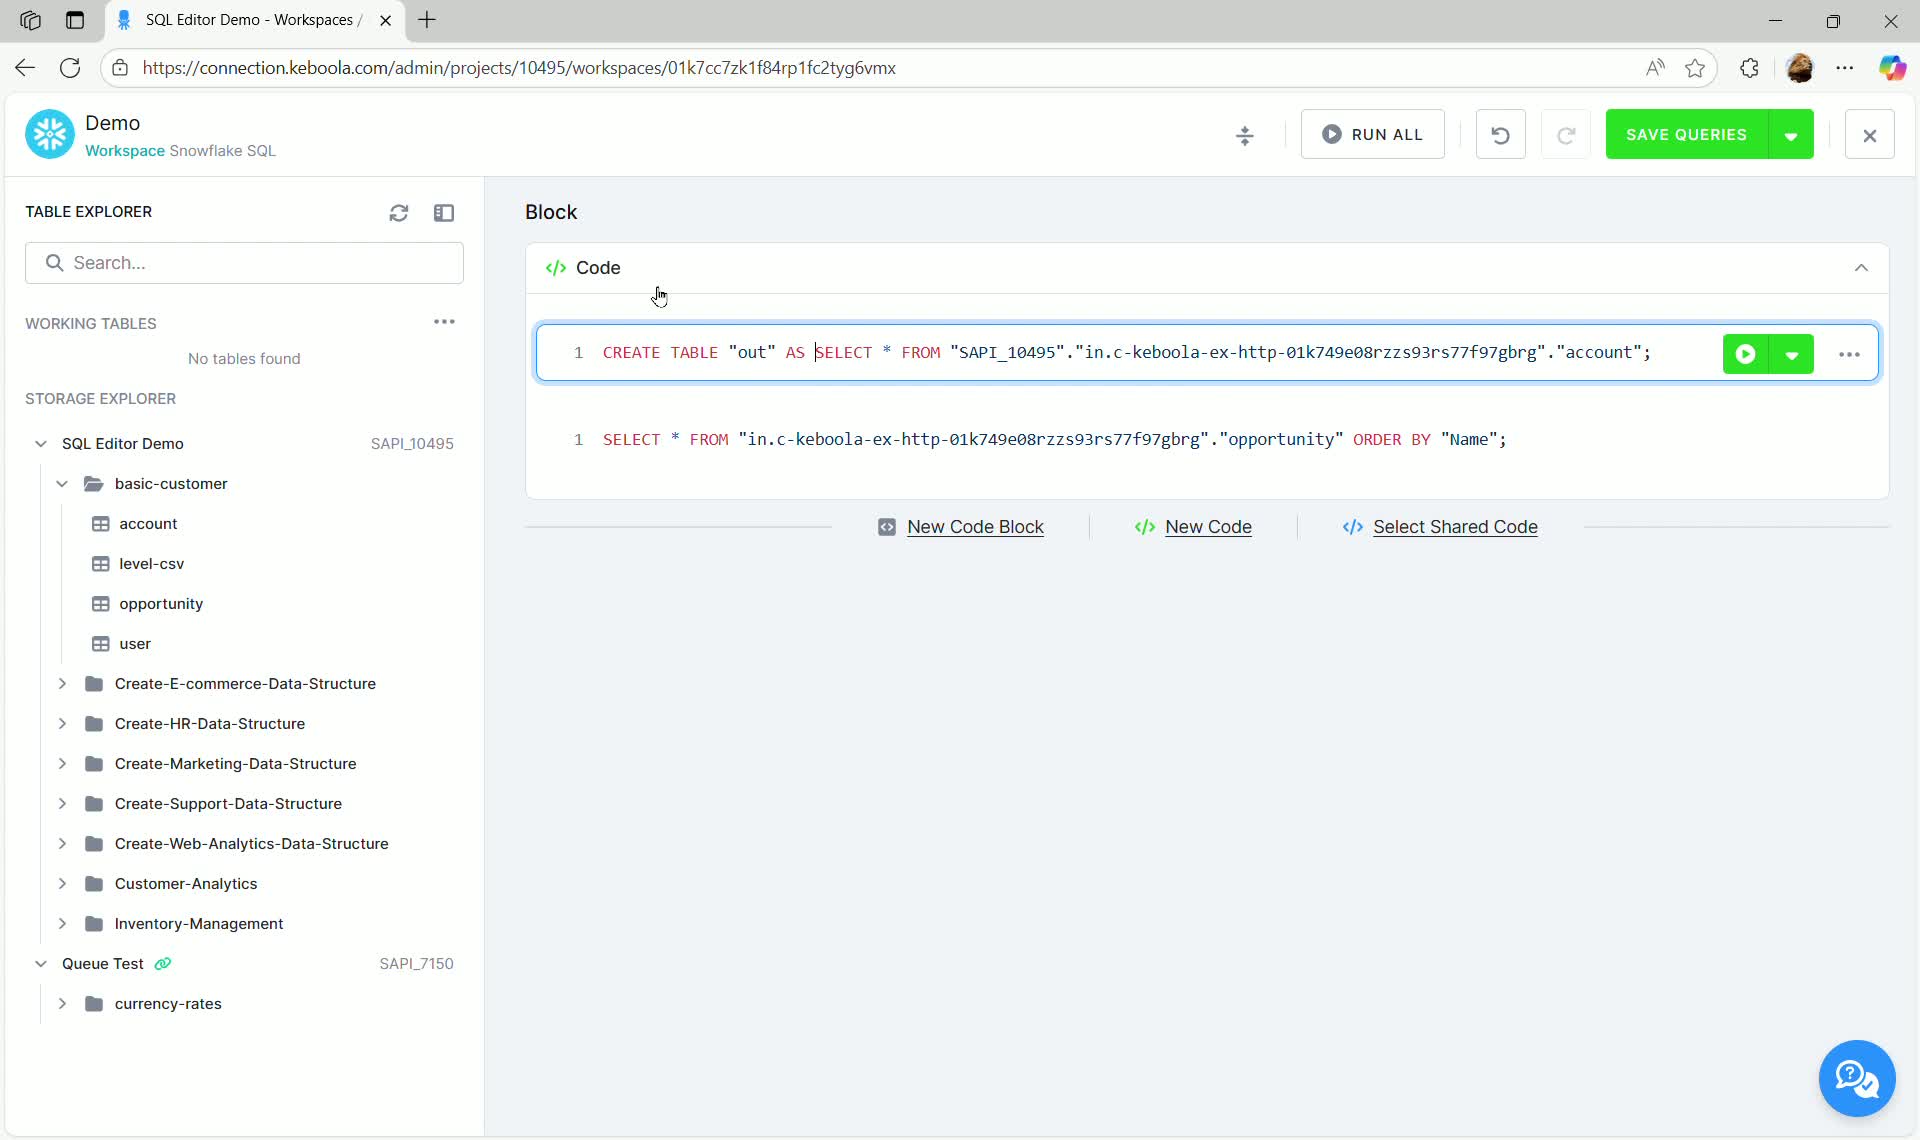 SQL Editor Demo - Workspaces /
https://connection.keboola.com/admin/projects/10495/workspaces/01k7cc7zk1f84rp1fc2tyg6vmx
Demo
Workspace Snowflake SQL
RUN ALL
SAVE QUERIES
TABLE EXPLORER
Search...
WORKING TABLES
No tables found
STORAGE EXPLORER
SQL Editor Demo SAPI_10495
basic-customer
account
level-csv
opportunity
user
Create-E-commerce-Data-Structure
Create-HR-Data-Structure
Create-Marketing-Data-Structure
Create-Support-Data-Structure
Create-Web-Analytics-Data-Structure
Customer-Analytics
Inventory-Management
Queue Test SAPI_7150
currency-rates
Block
</> Code
1 CREATE TABLE "out" AS SELECT * FROM "SAPI_10495"."in.c-keboola-ex-http-01k749e08rzzs93rs77f97gbrg"."account";
1 SELECT * FROM "in.c-keboola-ex-http-01k749e08rzzs93rs77f97gbrg"."opportunity" ORDER BY "Name";
New Code Block
</> New Code
</> Select Shared Code